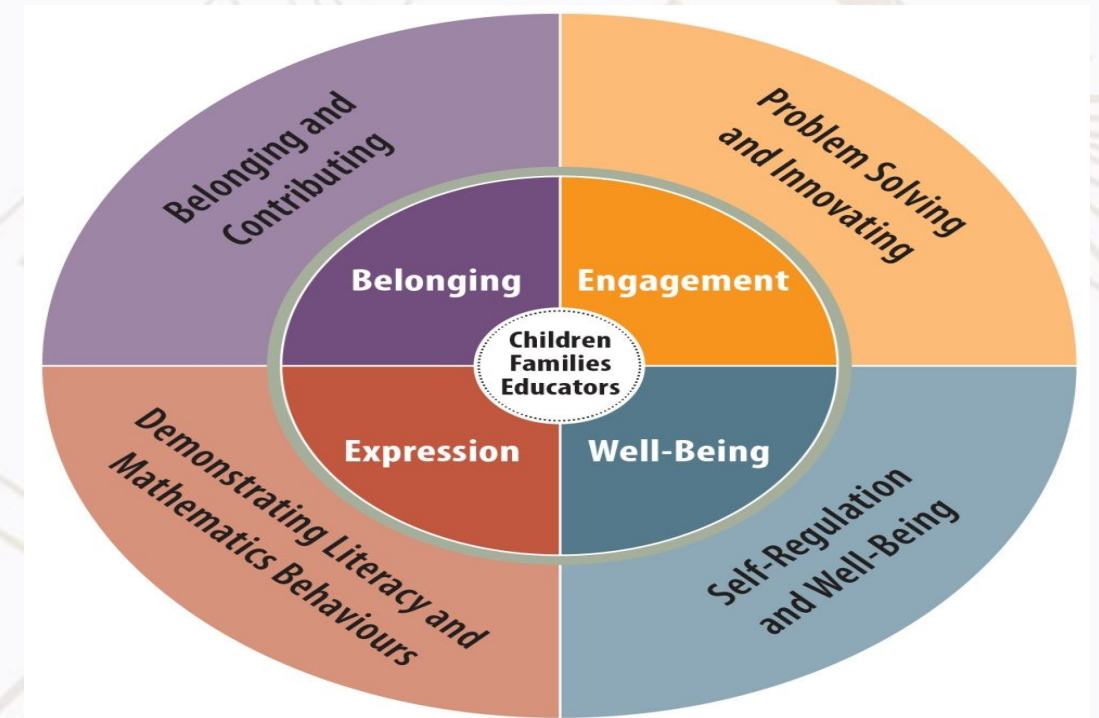 Belonging and
Contributing
Problem Solving
and Innovating
Belonging
Engagement
Children
Families
Educators
Expression
Well-Being
Demonstrating Literacy and
Mathematics Behaviours
Self-Regulation
and Well-Being